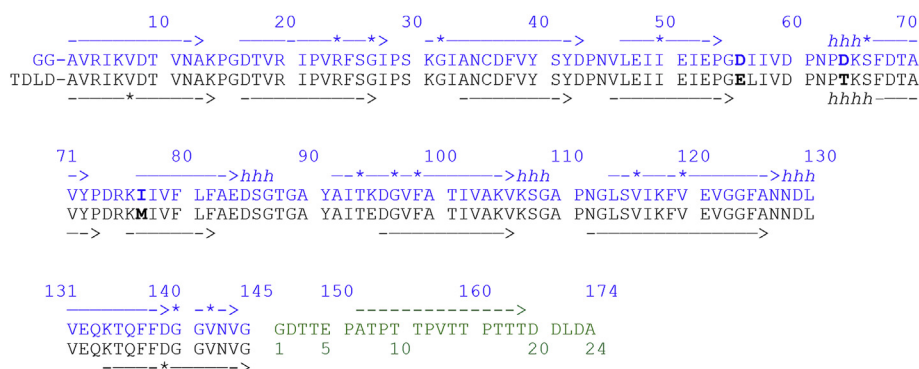 10 20 30 40 50 60 70
—————————> —————*——*-> *————————————> ————*————————> hhh*————
GG-AVRIKVDT VNAKPGDTVR IPVRFSGIPS KGIANCDFVY SYDPNVLEII EIEPGDIIVD PNPDKSFDTA
TDLD-AVRIKVDT VNAKPGDTVR IPVRFSGIPS KGIANCDFVY SYDPNVLEII EIEPGELIVD PNPTKSFDTA
————*—————> ——————————> —————————> —————————> hhhh————
71 80 90 100 110 120 130
—> ————————>hhh ——*——*—*————————> ——*——*————————————>hhh
VYPDRKIIVF LFAEDSGTGA YAITKDGVFA TIVAKVKSGA PNGLSVIKFV EVGGFANNDL
VYPDRKMIVF LFAEDSGTGA YAITEDGVFA TIVAKVKSGA PNGLSVIKFV EVGGFANNDL
—> ———————> ——————————> ——————————————>
131 140 145 150 160 174
————————>*— —*—> ------------->
VEQKTQFFDG GVNVG GDTTE PATPT TPVTT PTTTD DLDA
VEQKTQFFDG GVNVG 1 5 10 20 24
————*——————>